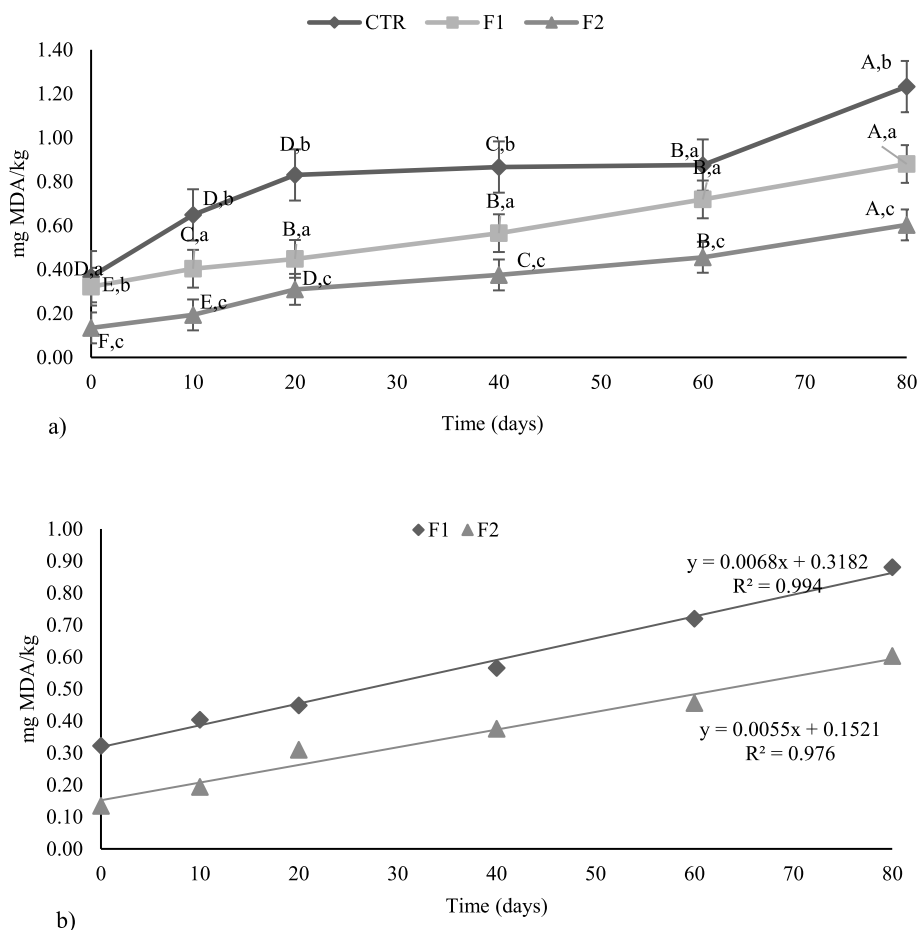 CTR F1 F2
1.40
1.20
1.00
0.80
0.60
0.40
0.20
0.00
mg MDA/kg
A,b
A,a
D,b
C,b
B,a
B,a
D,b
C,a
B,a
B,a
A,c
D,a
E,b
D,c
C,c
B,c
E,c
F,c
0 10 20 30 40 50 60 70 80
Time (days)
a)
1.00
0.90
0.80
0.70
0.60
0.50
0.40
0.30
0.20
0.10
0.00
mg MDA/kg
F1 F2
y = 0.0068x + 0.3182
R² = 0.994
y = 0.0055x + 0.1521
R² = 0.976
0 10 20 30 40 50 60 70 80
Time (days)
b)